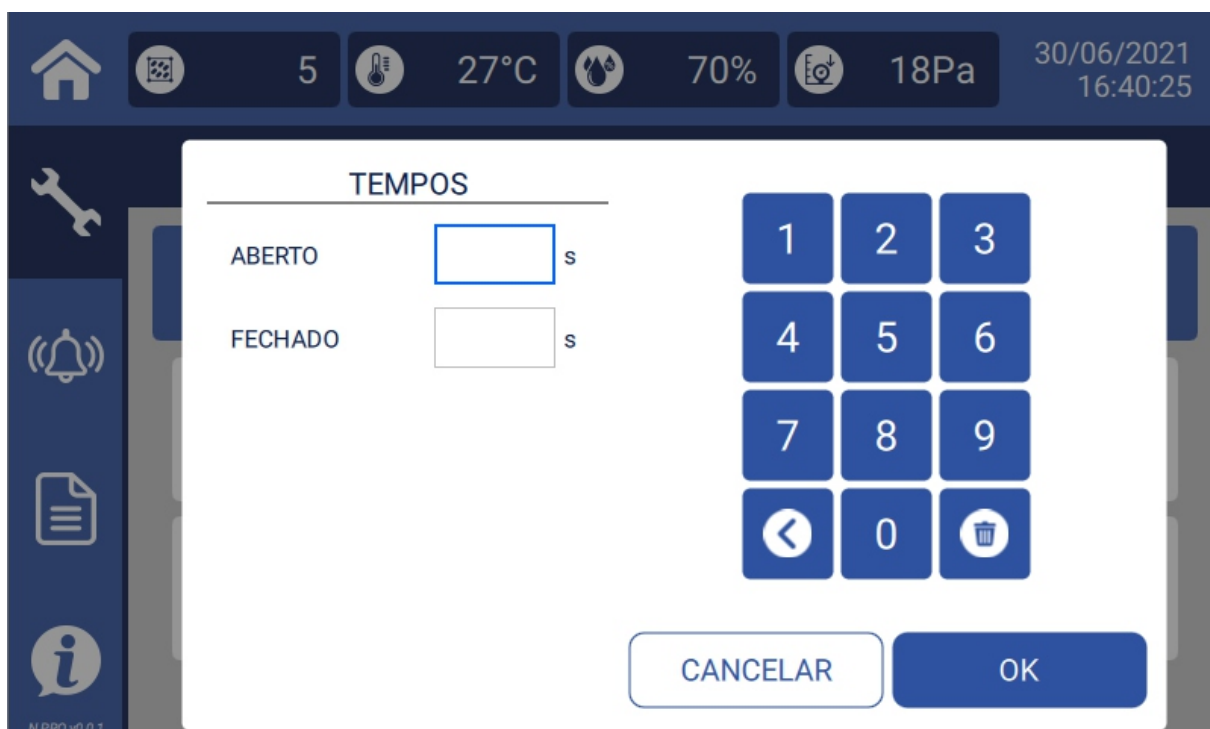 5 27°C 70% 18Pa 30/06/2021
16:40:25
TEMPOS
ABERTO s
FECHADO s
1 2 3
4 5 6
7 8 9
0
CANCELAR OK